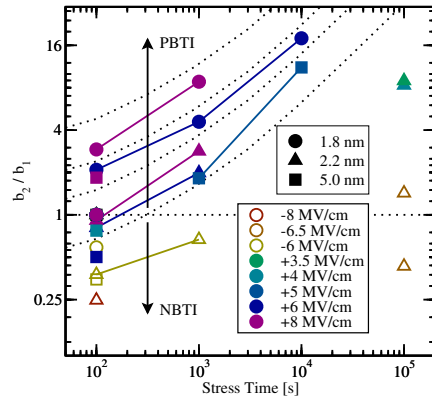 16
4
1
0.25
b₂ / b₁
PBTI
NBTI
1.8 nm
2.2 nm
5.0 nm
-8 MV/cm
-6.5 MV/cm
-6 MV/cm
+3.5 MV/cm
+4 MV/cm
+5 MV/cm
+6 MV/cm
+8 MV/cm
10² 10³ 10⁴ 10⁵
Stress Time [s]